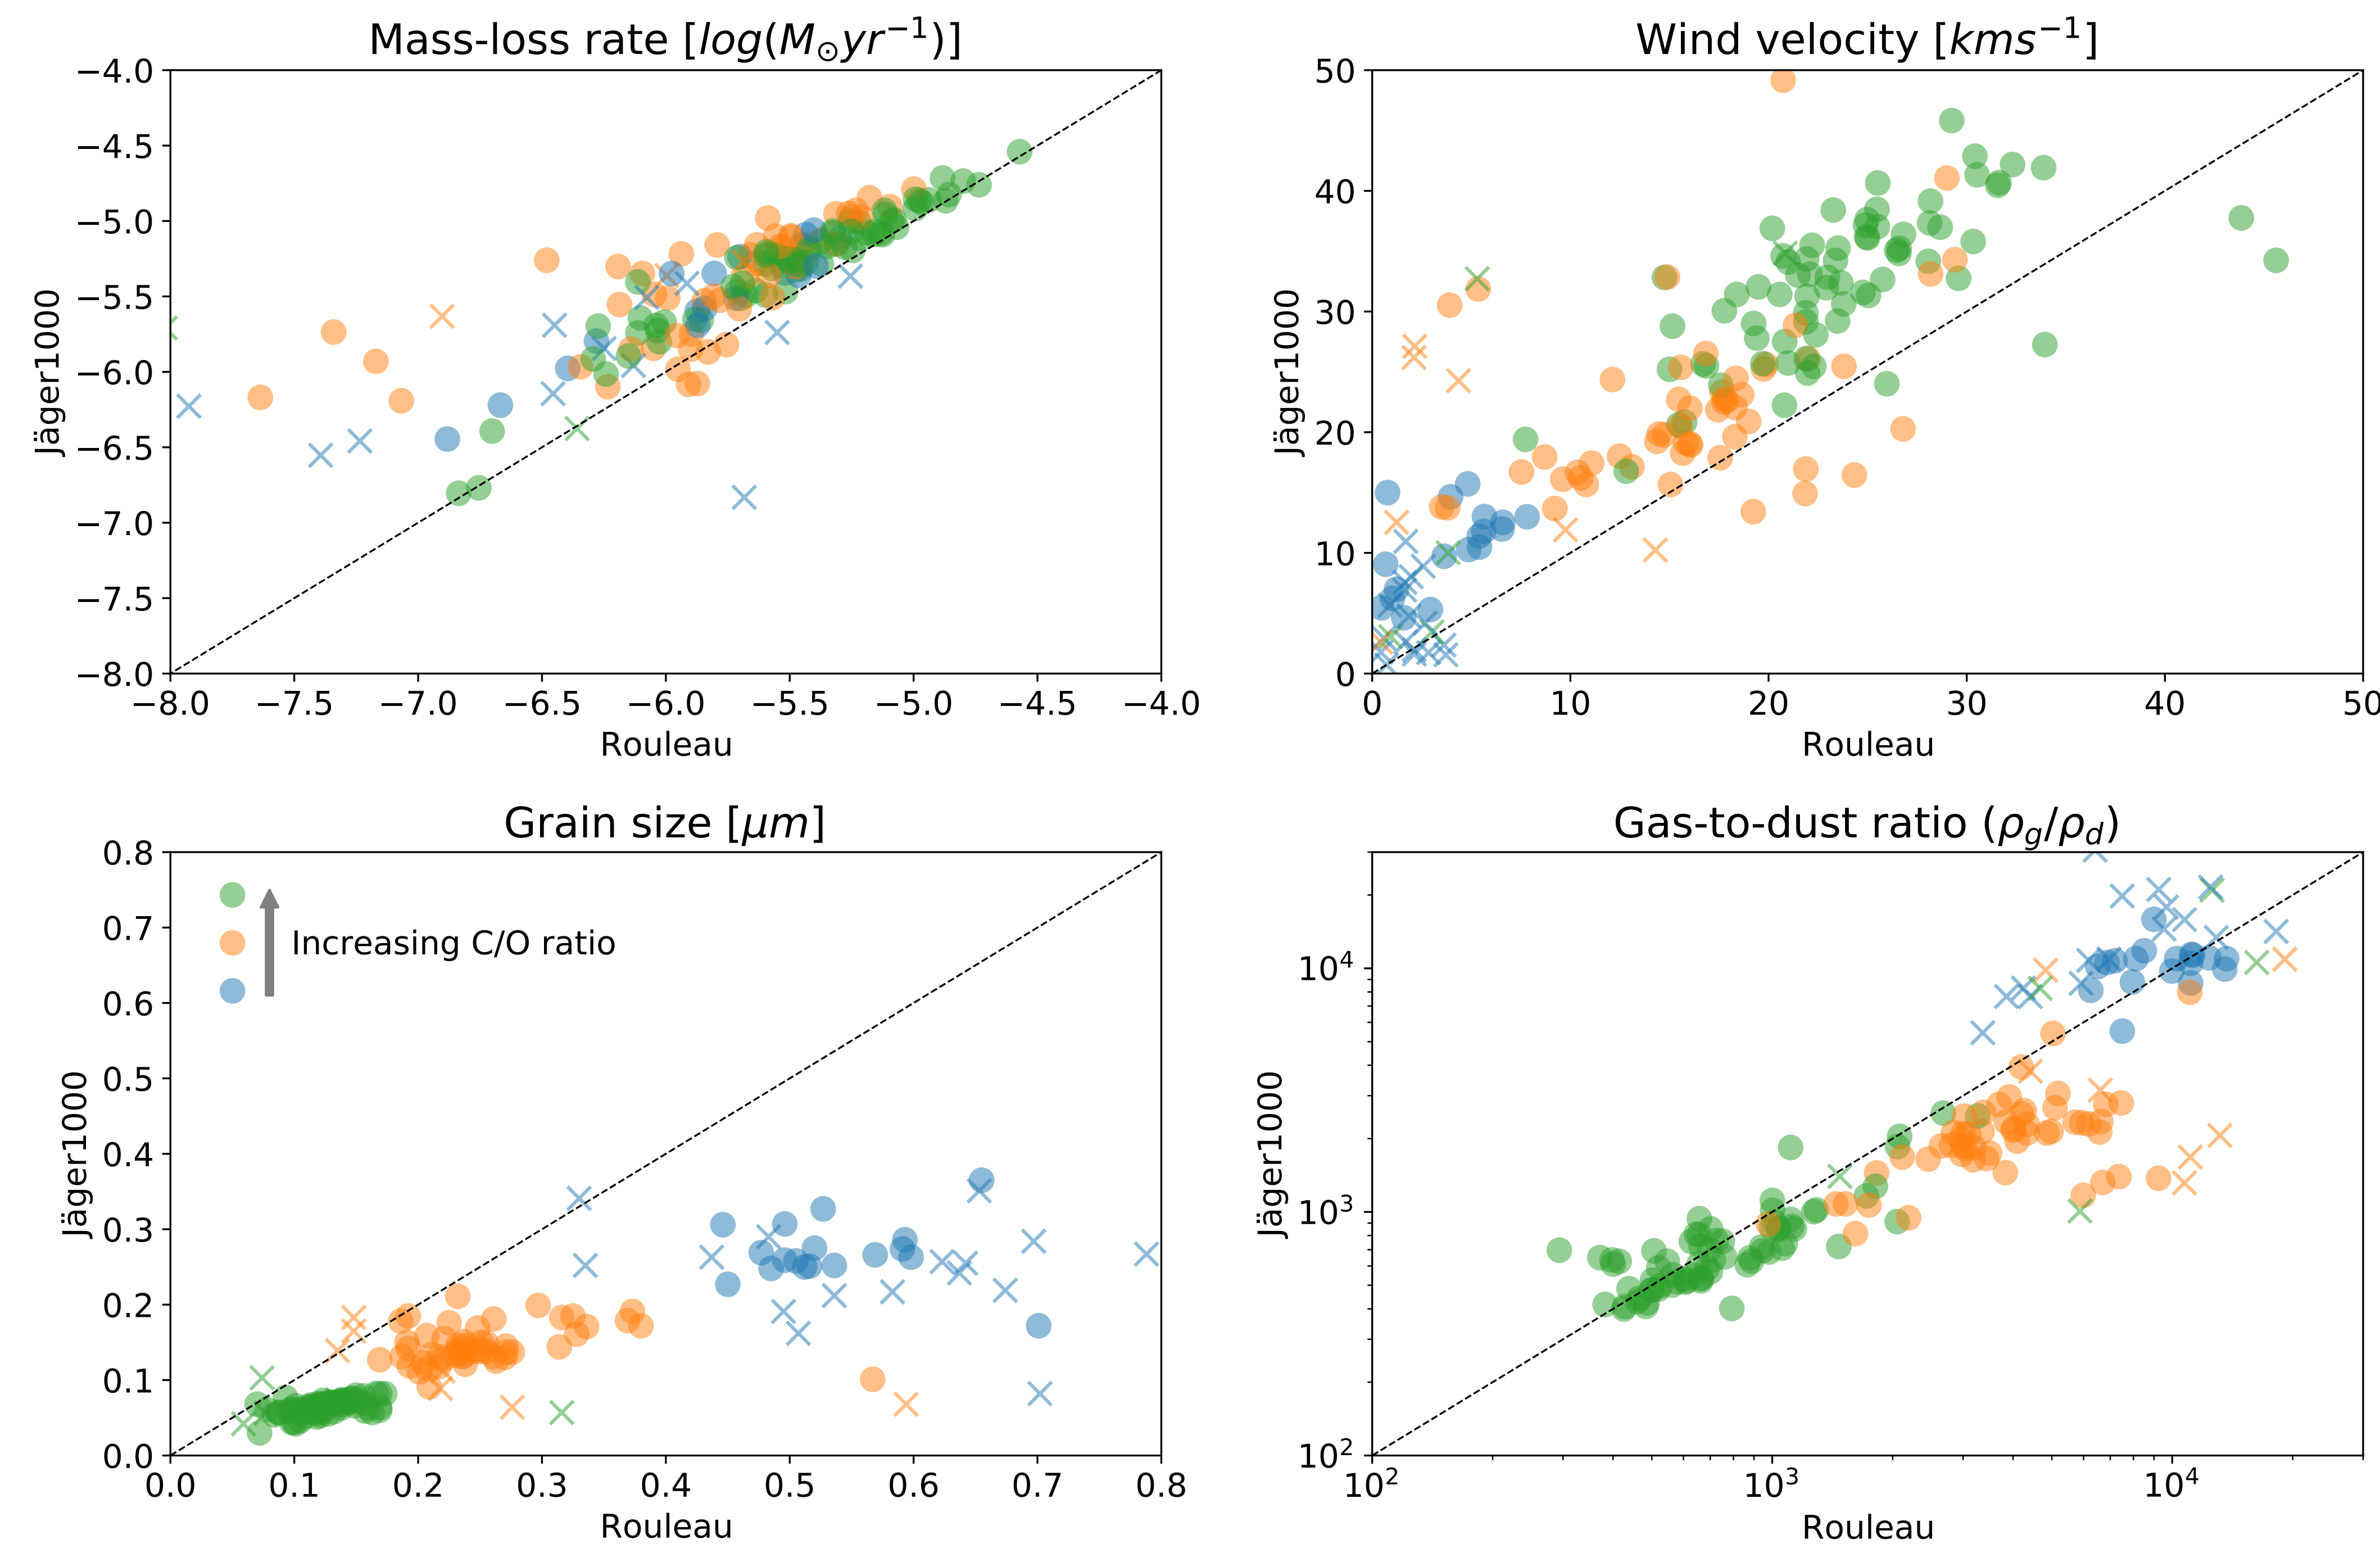 Mass-loss rate [log(M⊙yr⁻¹)]
−4.0
−4.5
−5.0
−5.5
−6.0
−6.5
−7.0
−7.5
−8.0
Jäger1000
−8.0 −7.5 −7.0 −6.5 −6.0 −5.5 −5.0 −4.5 −4.0
Rouleau
Wind velocity [kms⁻¹]
50
40
30
20
10
0
Jäger1000
0 10 20 30 40 50
Rouleau
Grain size [μm]
0.8
0.7
0.6
0.5
0.4
0.3
0.2
0.1
0.0
Jäger1000
Increasing C/O ratio
0.0 0.1 0.2 0.3 0.4 0.5 0.6 0.7 0.8
Rouleau
Gas-to-dust ratio (ρg/ρd)
10⁴
10³
10²
Jäger1000
10² 10³ 10⁴
Rouleau